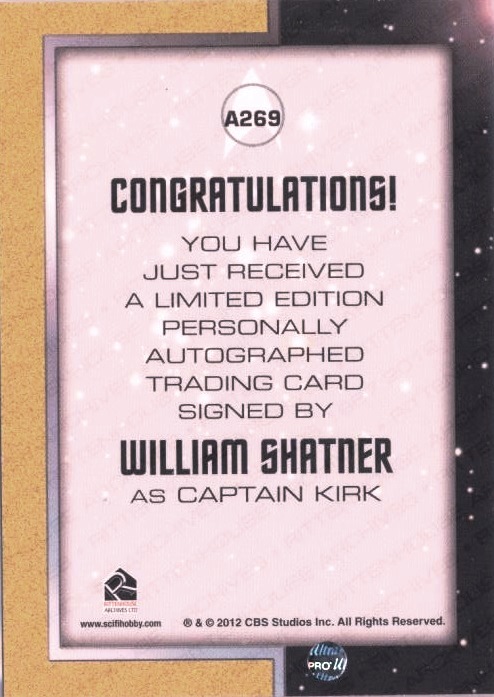 A269
CONGRATULATIONS!
YOU HAVE
JUST RECEIVED
A LIMITED EDITION
PERSONALLY
AUTOGRAPHED
TRADING CARD
SIGNED BY
WILLIAM SHATNER
AS CAPTAIN KIRK
RITTENHOUSE
ARCHIVES LTD
www.scifihobby.com ® & © 2012 CBS Studios Inc. All Rights Reserved.
Ultra
PRO